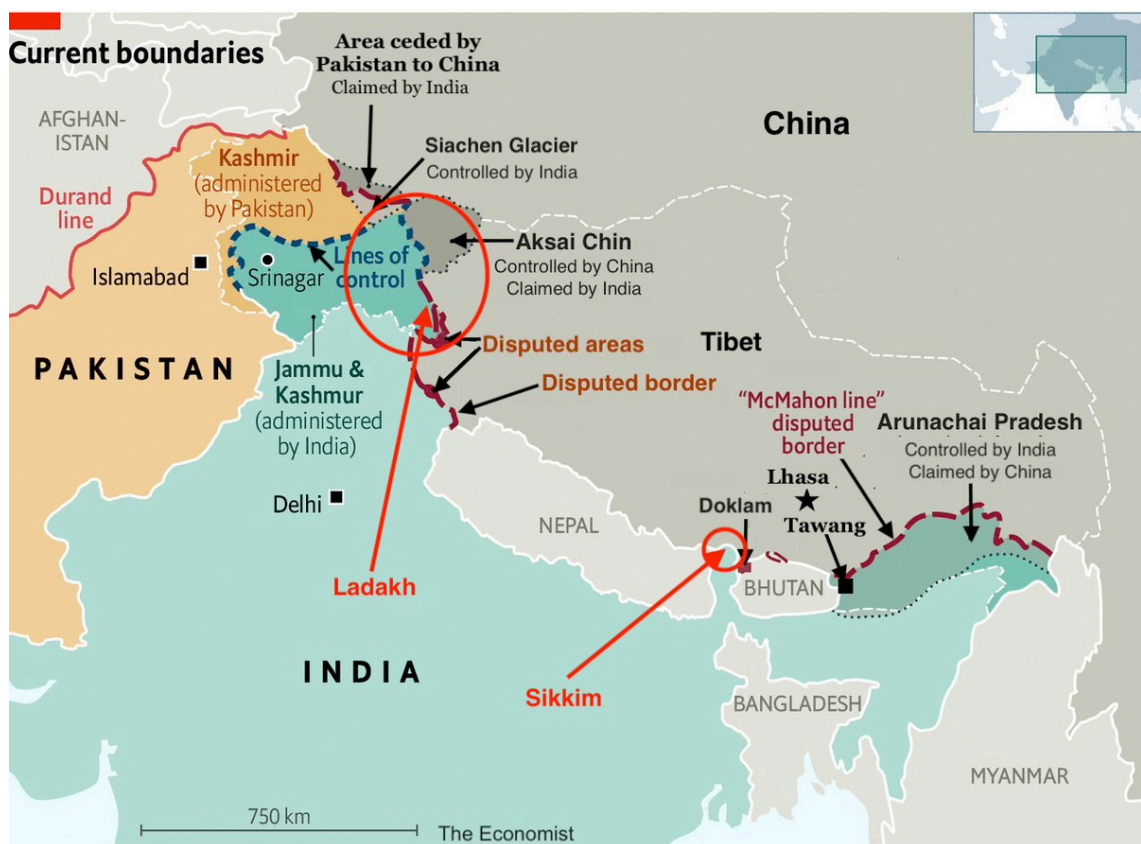 Current boundaries
Area ceded by
Pakistan to China
Claimed by India
China
AFGHAN-
ISTAN
Siachen Glacier
Controlled by India
Kashmir
(administered
by Pakistan)
Durand
line
Aksai Chin
Controlled by China
Claimed by India
Lines of
control
Islamabad
Srinagar
Tibet
Disputed areas
PAKISTAN
Jammu &
Kashmur
(administered
by India)
Disputed border
"McMahon line"
disputed
border
Arunachai Pradesh
Controlled by India
Claimed by China
Lhasa
Delhi
Doklam
Tawang
NEPAL
BHUTAN
Ladakh
INDIA
Sikkim
BANGLADESH
MYANMAR
750 km
The Economist